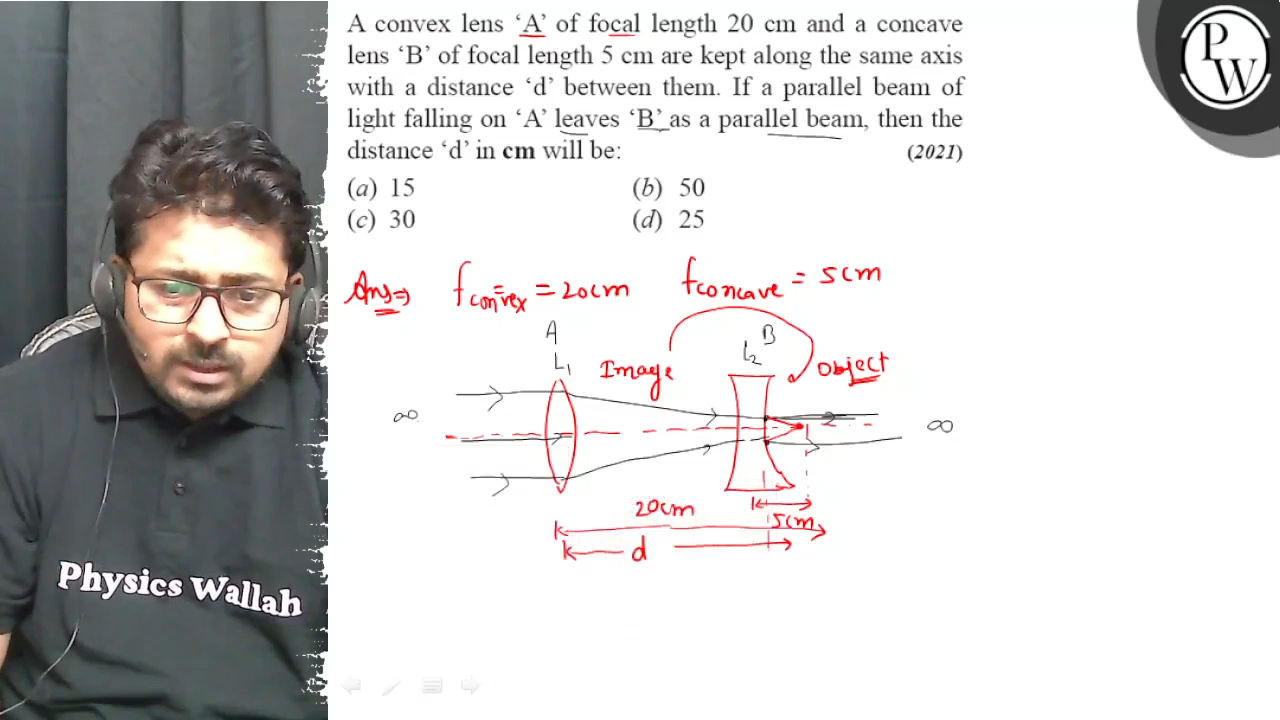 A convex lens ‘A’ of focal length 20 cm and a concave
lens ‘B’ of focal length 5 cm are kept along the same axis
with a distance ‘d’ between them. If a parallel beam of
light falling on ‘A’ leaves ‘B’ as a parallel beam, then the
distance ‘d’ in cm will be:
(2021)
(a) 15
(b) 50
(c) 30
(d) 25
Ans⇒
fconvex = 20cm
fconcave = 5cm
A
B
L1
L2
Image
Object
∞
∞
20cm
5cm
d
PW
Physics Wallah